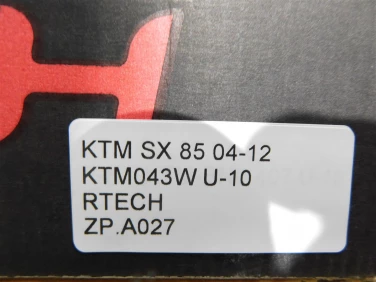 KTM SX 85 04-12
KTM043W U-10
RTECH
ZP.A027